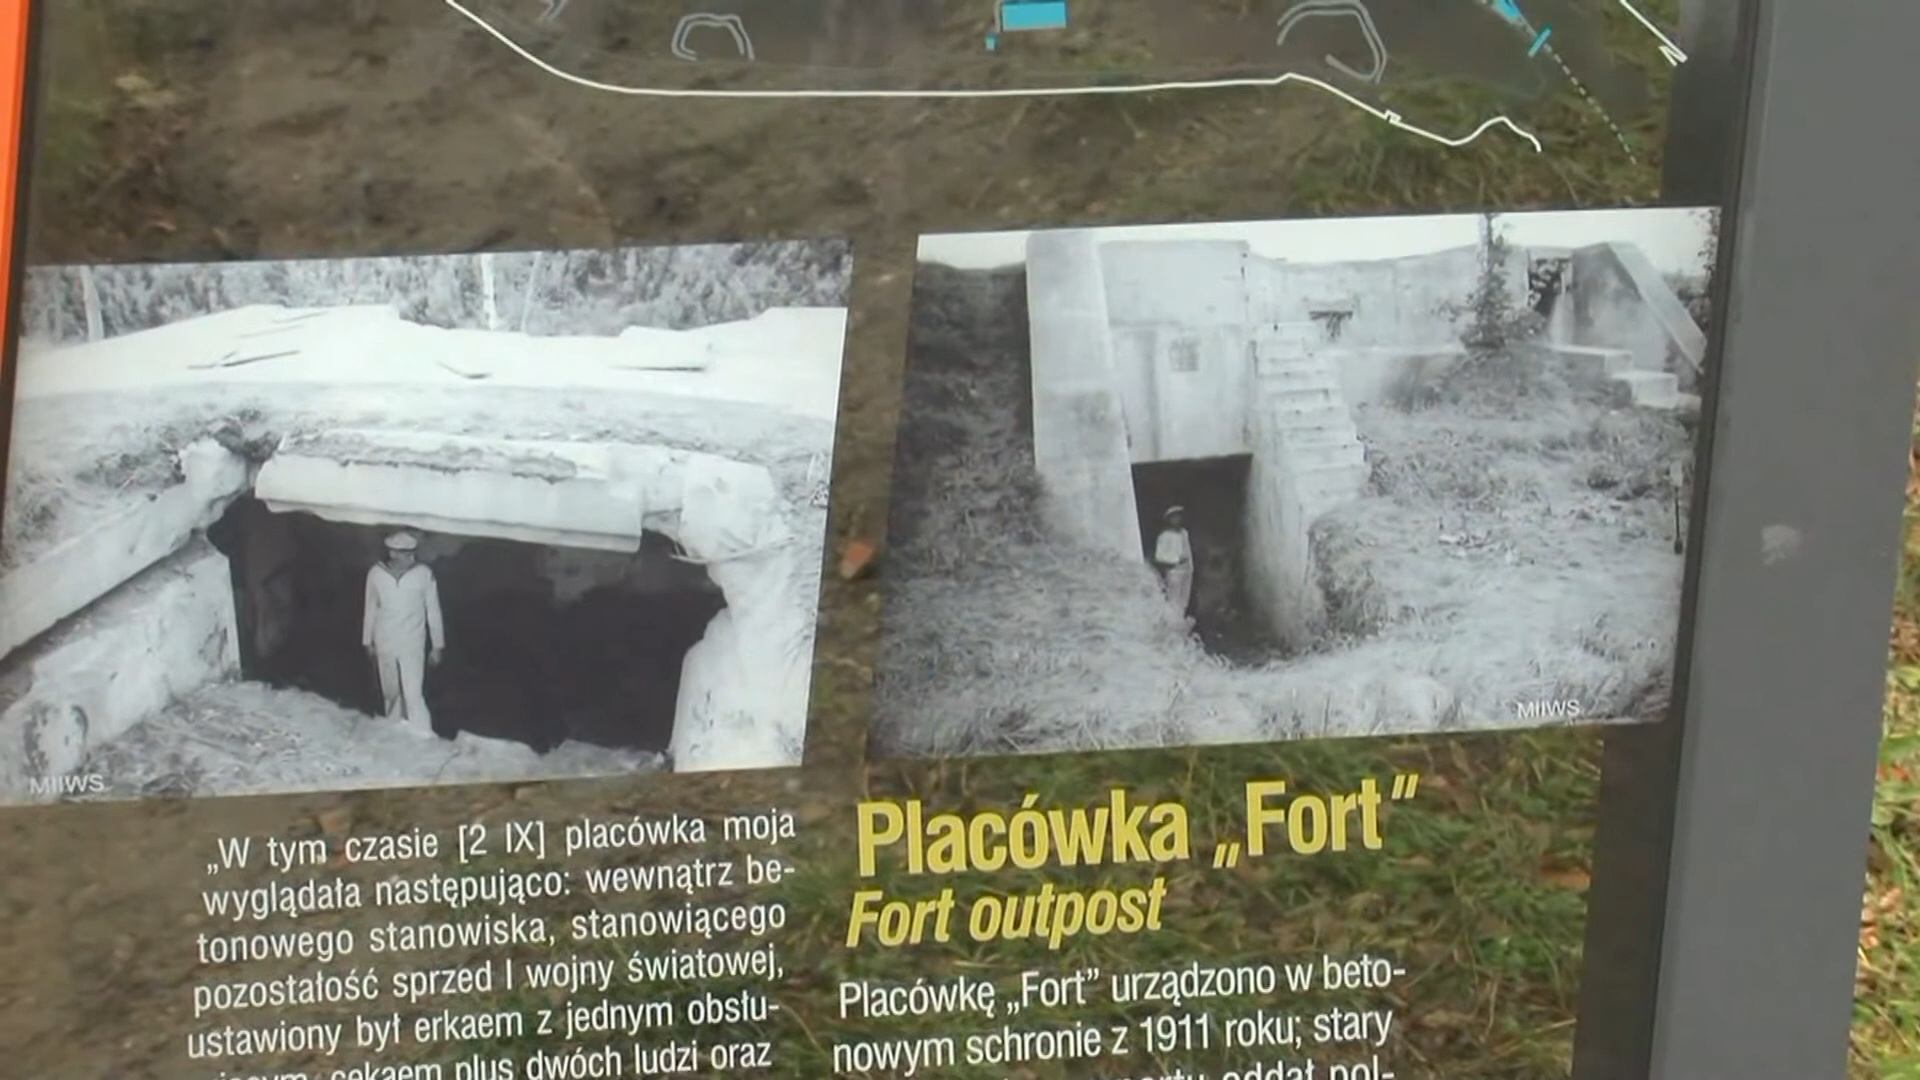 MIIWS
MIIWS
„W tym czasie [2 IX] placówka moja
wyglądała następująco: wewnątrz be-
tonowego stanowiska, stanowiącego
pozostałość sprzed I wojny światowej,
ustawiony był erkaem z jednym obsłu-
cekaem plus dwóch ludzi oraz
Placówka „Fort”
Fort outpost
Placówkę „Fort” urządzono w beto-
nowym schronie z 1911 roku; stary
oddał pol-